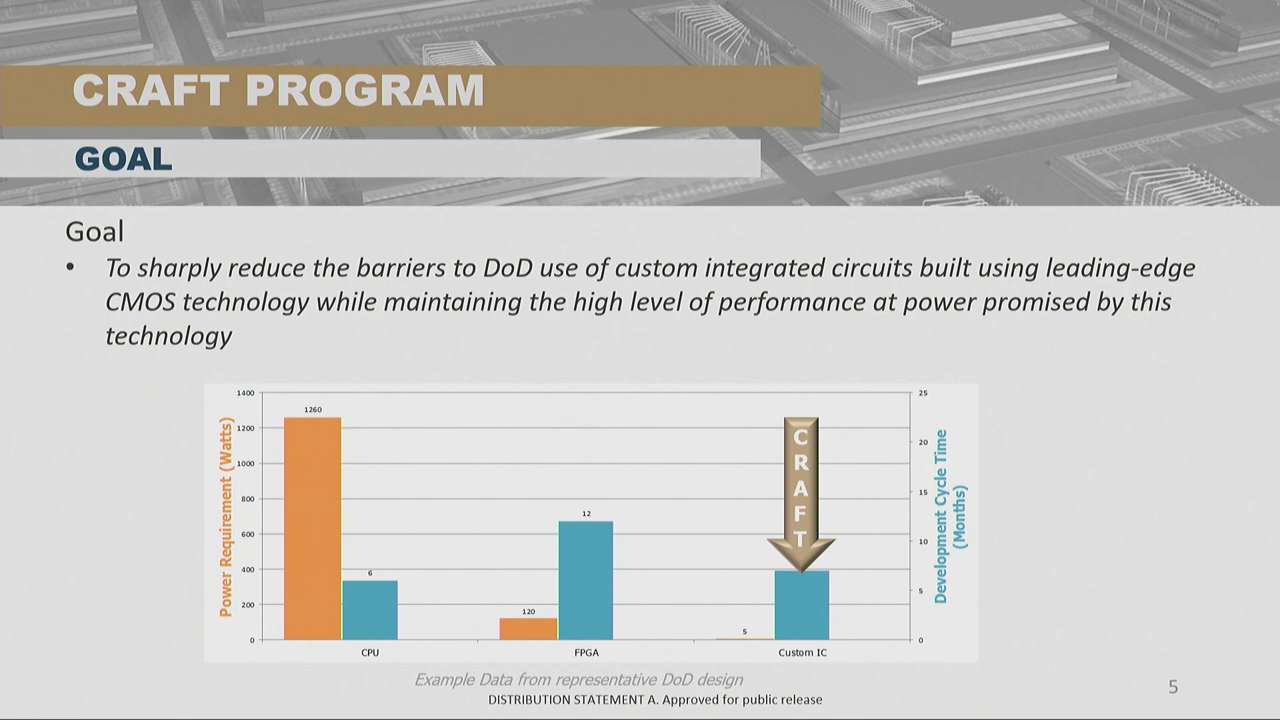 CRAFT PROGRAM
GOAL
Goal
• To sharply reduce the barriers to DoD use of custom integrated circuits built using leading-edge
CMOS technology while maintaining the high level of performance at power promised by this
technology
Power Requirement (Watts)
1400
1200
1000
800
600
400
200
0
1260
6
120
12
5
C
R
A
F
T
25
20
15
10
5
0
Development Cycle Time
(Months)
CPU
FPGA
Custom IC
Example Data from representative DoD design
DISTRIBUTION STATEMENT A. Approved for public release
5